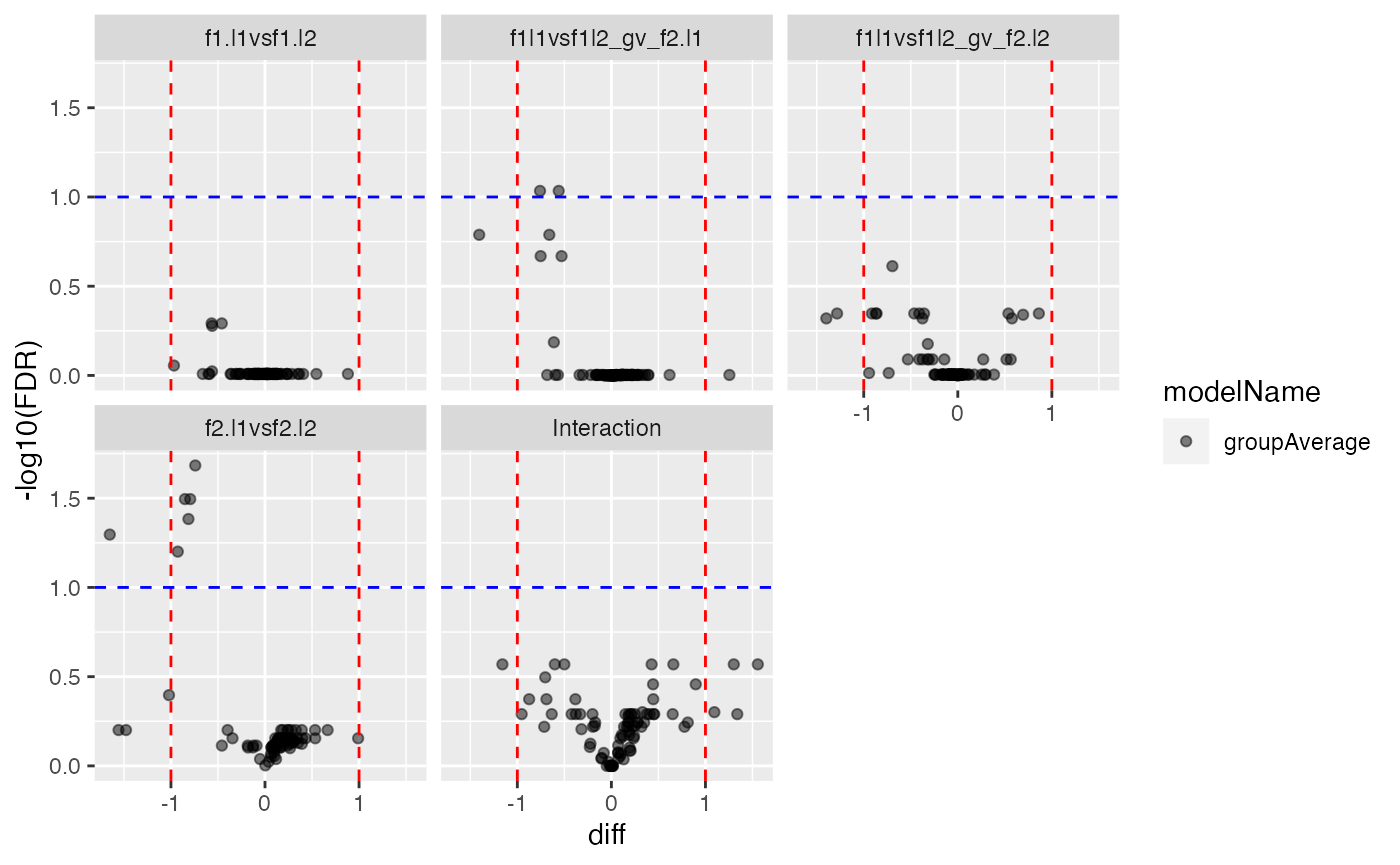 f1.l1vsf1.l2
f1l1vsf1l2_gv_f2.l1
f1l1vsf1l2_gv_f2.l2
1.5
1.0
0.5
0.0
-1
0
1
f2.l1vsf2.l2
Interaction
1.5
1.0
0.5
0.0
-1
0
1
-1
0
1
diff
-log10(FDR)
modelName
groupAverage